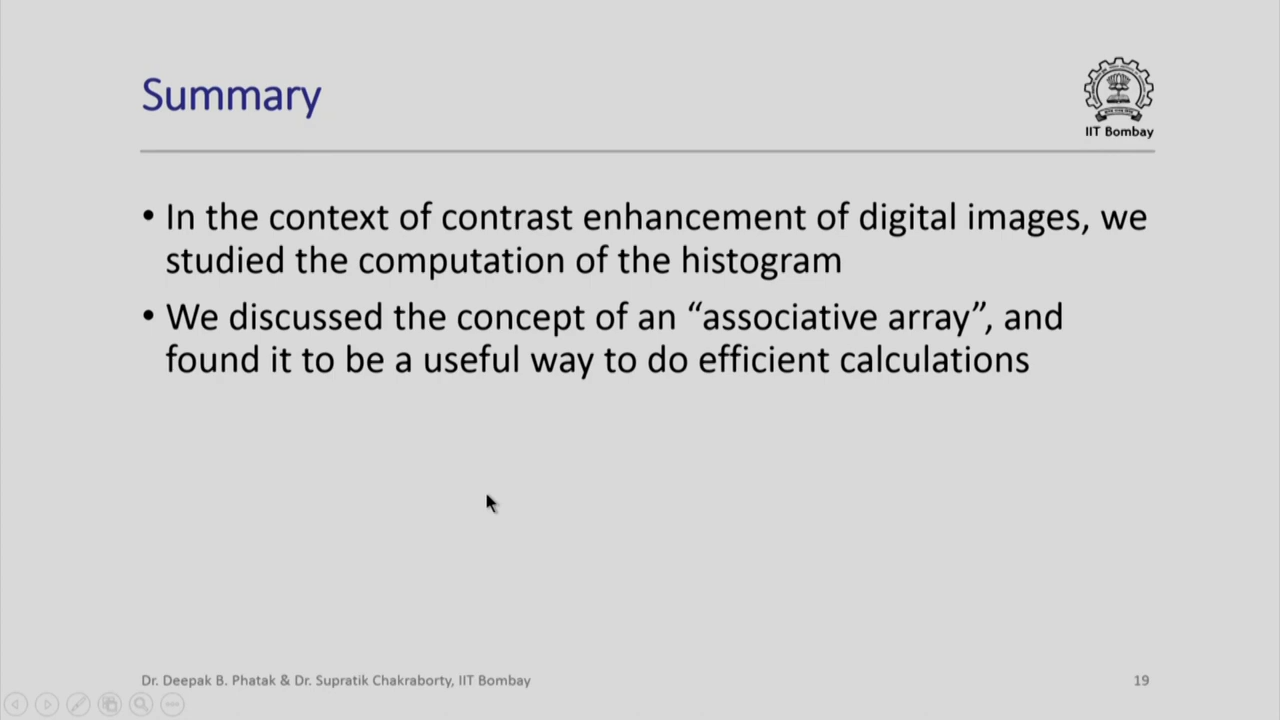 Summary
IIT Bombay
• In the context of contrast enhancement of digital images, we
studied the computation of the histogram
• We discussed the concept of an “associative array”, and
found it to be a useful way to do efficient calculations
Dr. Deepak B. Phatak & Dr. Supratik Chakraborty, IIT Bombay
19